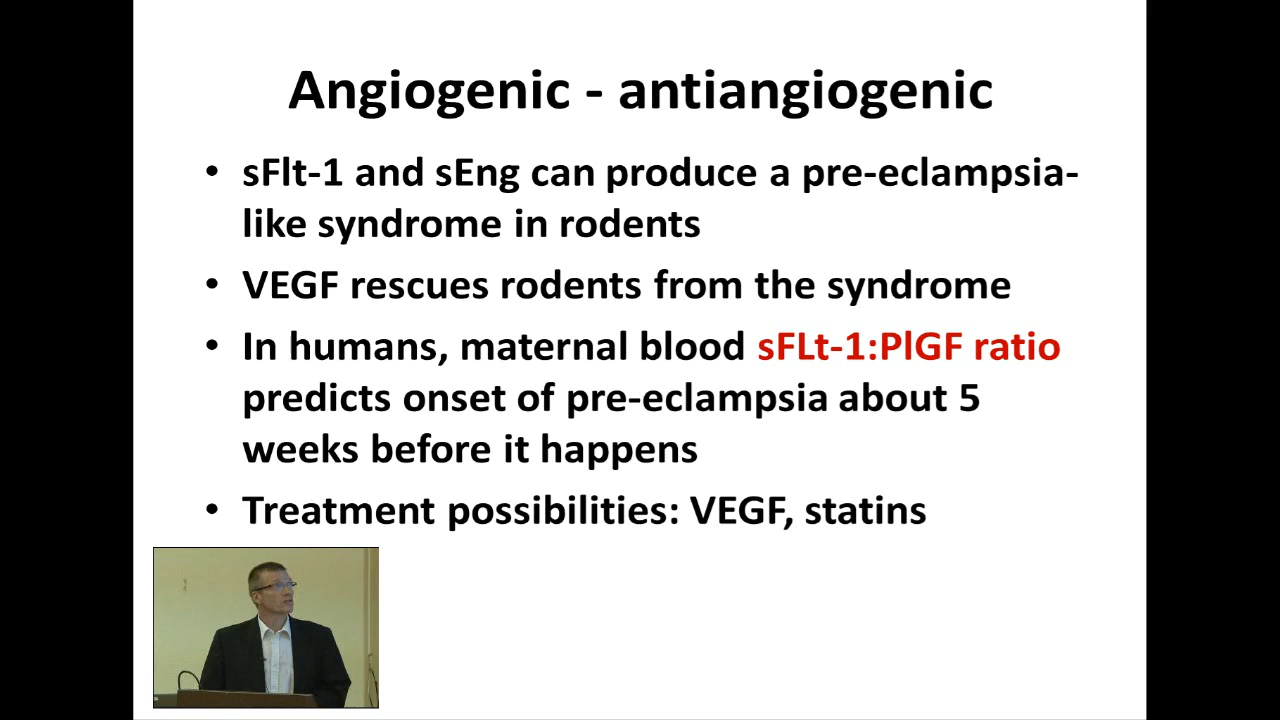 Angiogenic - antiangiogenic
• sFlt-1 and sEng can produce a pre-eclampsia-
like syndrome in rodents
• VEGF rescues rodents from the syndrome
• In humans, maternal blood sFLt-1:PlGF ratio
predicts onset of pre-eclampsia about 5
weeks before it happens
• Treatment possibilities: VEGF, statins